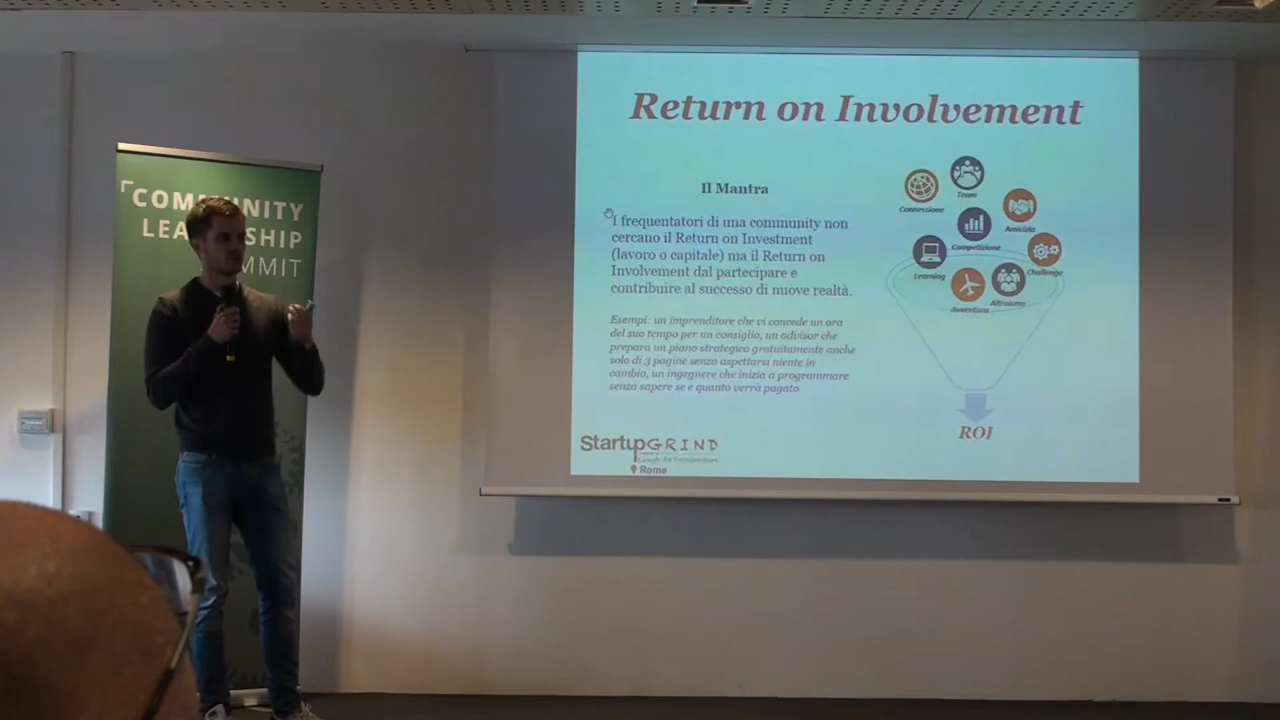 COMMUNITY
LEADERSHIP
SUMMIT
Return on Involvement
Il Mantra
I frequentatori di una community non
cercano il Return on Investment
(lavoro o capitale) ma il Return on
Involvement dal partecipare e
contribuire al successo di nuove realtà.
Esempi: un imprenditore che vi concede un ora
del suo tempo per un consiglio, un advisor che
prepara un piano strategico gratuitamente anche
solo di 3 pagine senza aspettarsi niente in
cambio, un ingegnere che inizia a programmare
senza sapere se e quanto verrà pagato
Team
Connessione
Amicizia
Competizione
Learning
Challenge
Avventura
Altruismo
ROI
StartupGRIND
Google for Entrepreneurs
Rome